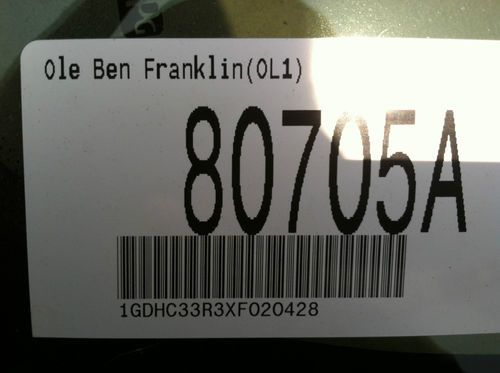 Ole Ben Franklin(OL1)
80705A
1GDHC33R3XF020428